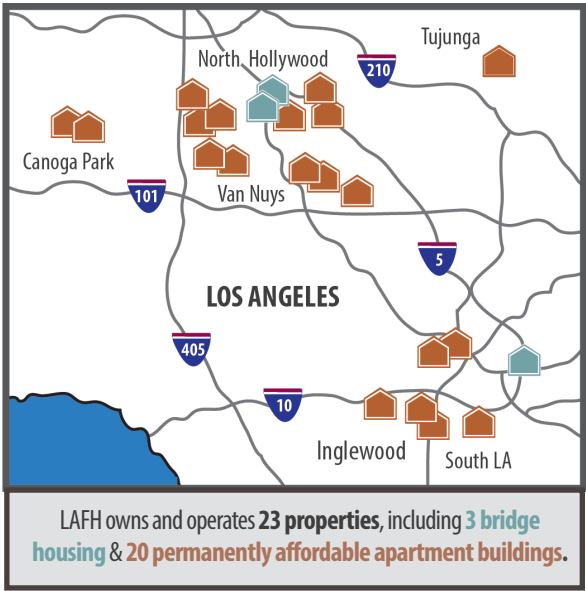 Tujunga
North Hollywood
210
Canoga Park
Van Nuys
101
5
LOS ANGELES
405
10
Inglewood
South LA
LAFH owns and operates 23 properties, including 3 bridge
housing & 20 permanently affordable apartment buildings.